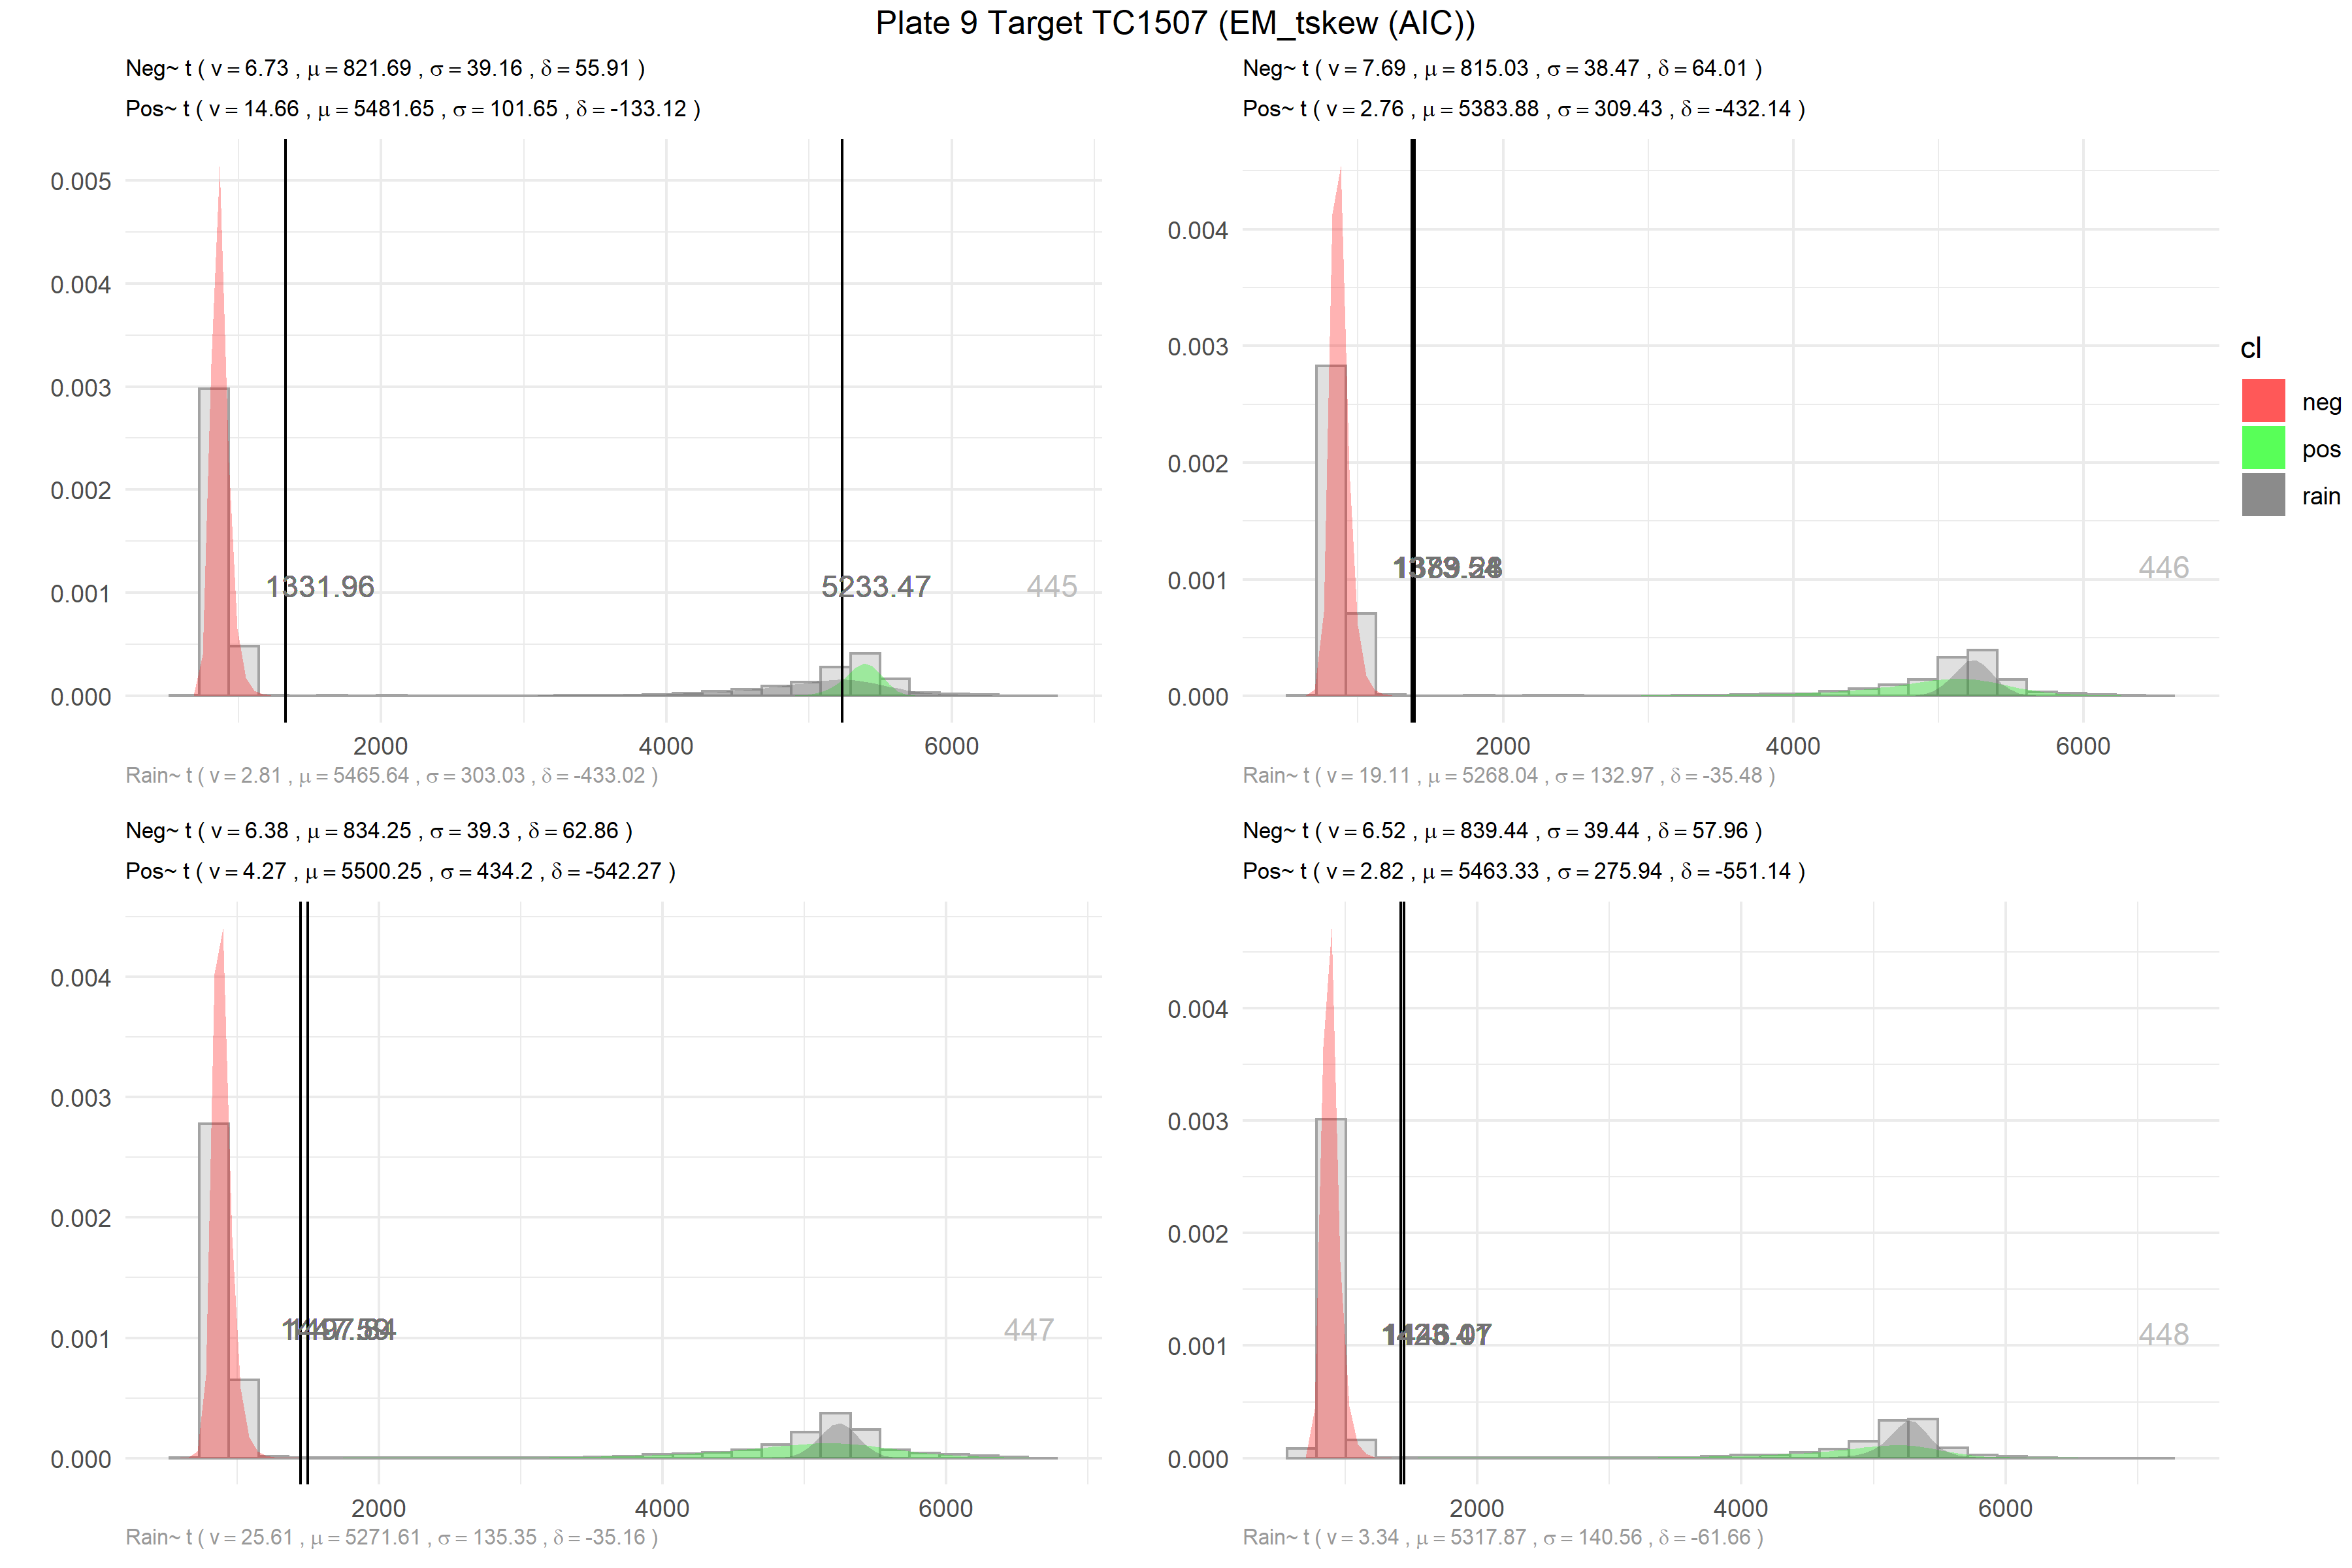 Plate 9 Target TC1507 (EM_tskew (AIC))
Neg~ t ( v = 6.73 , μ = 821.69 , σ = 39.16 , δ = 55.91 )
Pos~ t ( v = 14.66 , μ = 5481.65 , σ = 101.65 , δ = -133.12 )
0.005
0.004
0.003
0.002
0.001
0.000
1331.96
5233.47
445
2000
4000
6000
Rain~ t ( v = 2.81 , μ = 5465.64 , σ = 303.03 , δ = -433.02 )
Neg~ t ( v = 7.69 , μ = 815.03 , σ = 38.47 , δ = 64.01 )
Pos~ t ( v = 2.76 , μ = 5383.88 , σ = 309.43 , δ = -432.14 )
0.004
0.003
0.002
0.001
0.000
446
2000
4000
6000
Rain~ t ( v = 19.11 , μ = 5268.04 , σ = 132.97 , δ = -35.48 )
cl
neg
pos
rain
Neg~ t ( v = 6.38 , μ = 834.25 , σ = 39.3 , δ = 62.86 )
Pos~ t ( v = 4.27 , μ = 5500.25 , σ = 434.2 , δ = -542.27 )
0.004
0.003
0.002
0.001
0.000
447
2000
4000
6000
Rain~ t ( v = 25.61 , μ = 5271.61 , σ = 135.35 , δ = -35.16 )
Neg~ t ( v = 6.52 , μ = 839.44 , σ = 39.44 , δ = 57.96 )
Pos~ t ( v = 2.82 , μ = 5463.33 , σ = 275.94 , δ = -551.14 )
0.004
0.003
0.002
0.001
0.000
448
2000
4000
6000
Rain~ t ( v = 3.34 , μ = 5317.87 , σ = 140.56 , δ = -61.66 )